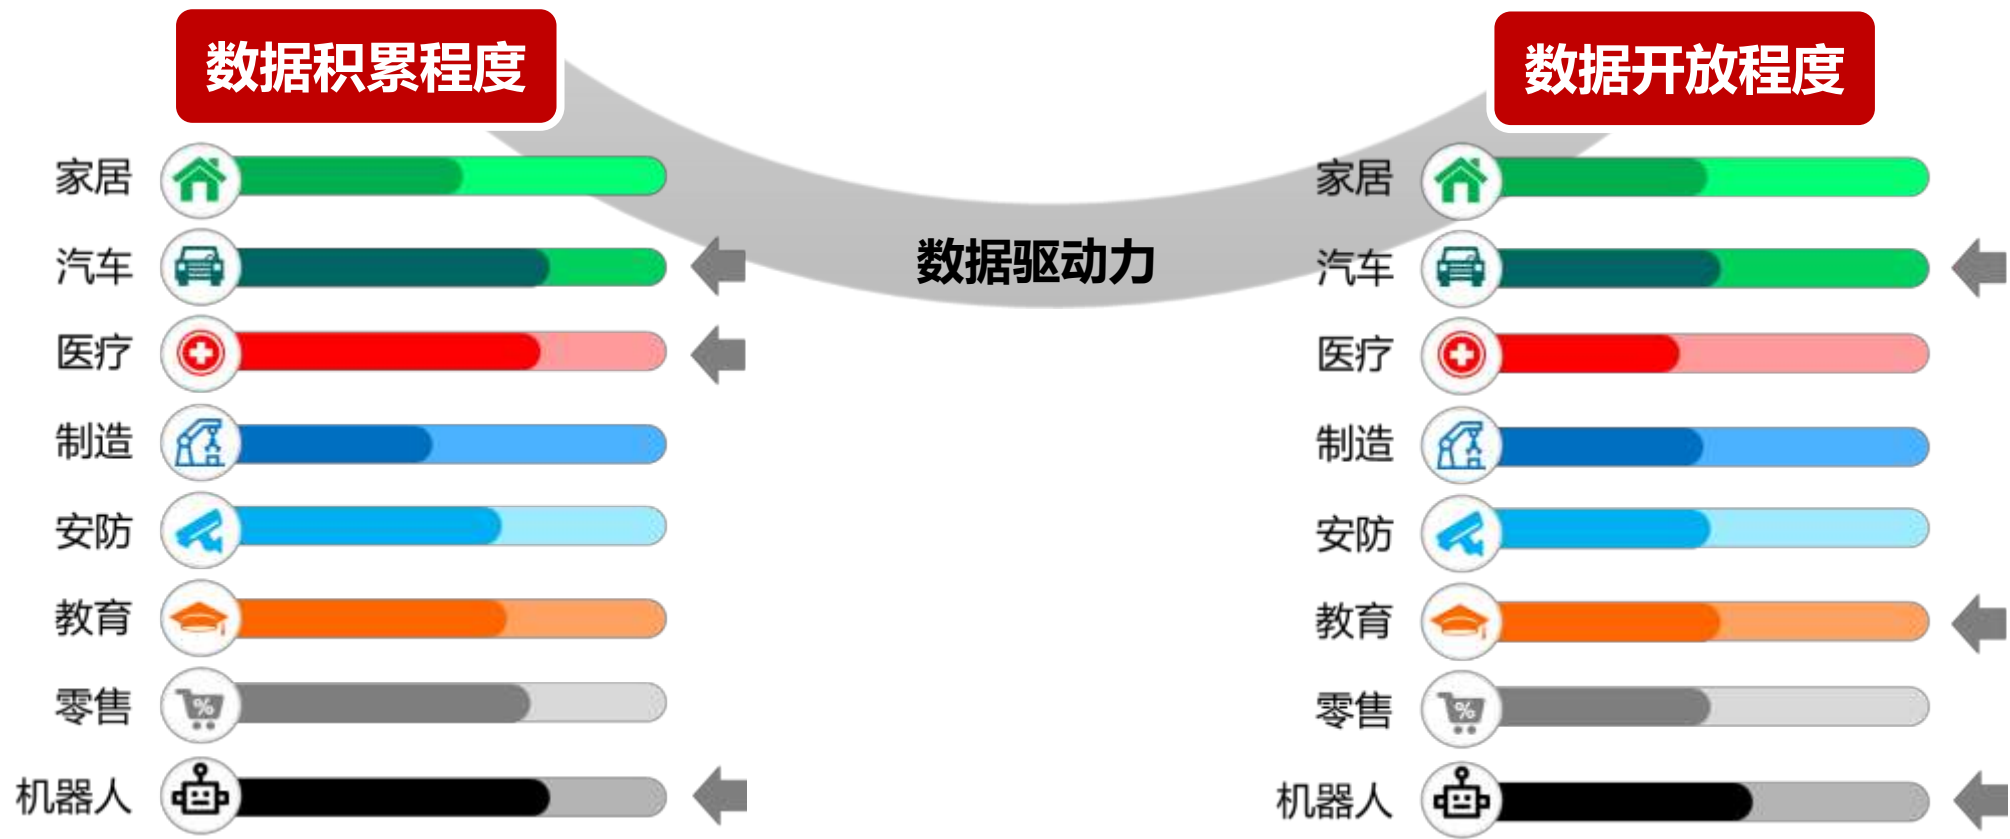 数据积累程度
数据开放程度
数据驱动力
家居
汽车
医疗
制造
安防
教育
%
零售
机器人
家居
汽车
医疗
制造
安防
教育
%
零售
机器人